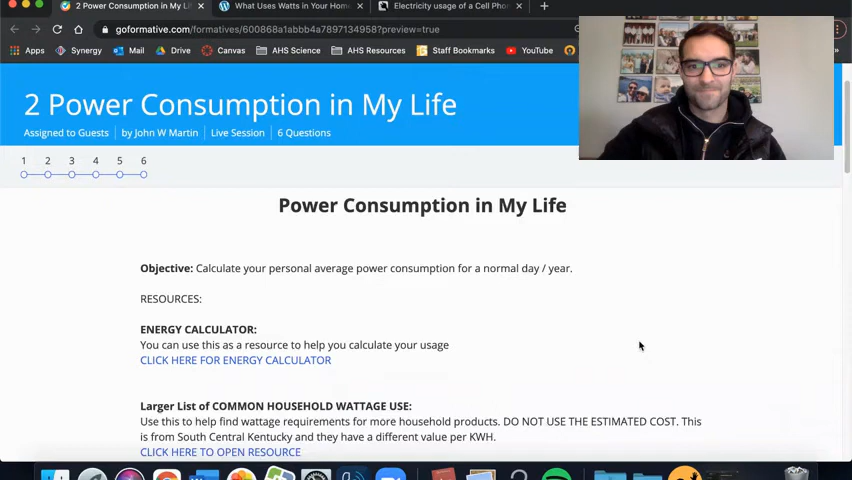 2 Power Consumption in My Li
What Uses Watts in Your Home
Electricity usage of a Cell Pho
goformative.com/formatives/600868a1abbb4a7897134958?preview=true
Apps
Synergy
Mail
Canvas
AHS Science
AHS Resources
Staff Bookmarks
YouTube
2 Power Consumption in My Life
Assigned to Guests | by John W Martin | Live Session | 6 Questions
1 2 3 4 5 6
Power Consumption in My Life
Objective: Calculate your personal average power consumption for a normal day / year.
RESOURCES:
ENERGY CALCULATOR:
You can use this as a resource to help you calculate your usage
CLICK HERE FOR ENERGY CALCULATOR
Larger List of COMMON HOUSEHOLD WATTAGE USE:
Use this to help find wattage requirements for more household products. DO NOT USE THE ESTIMATED COST. This
is from South Central Kentucky and they have a different value per KWH.
CLICK HERE TO OPEN RESOURCE